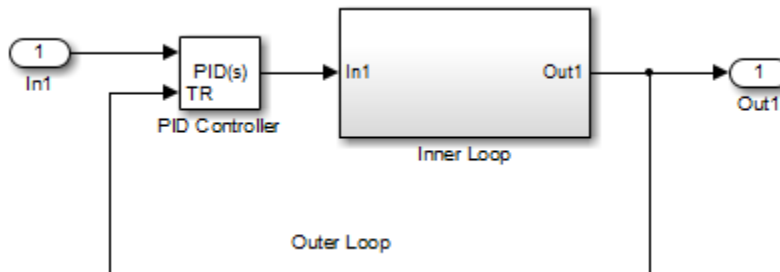 1
In1
PID(s)
TR
PID Controller
In1
Out1
Inner Loop
1
Out1
Outer Loop